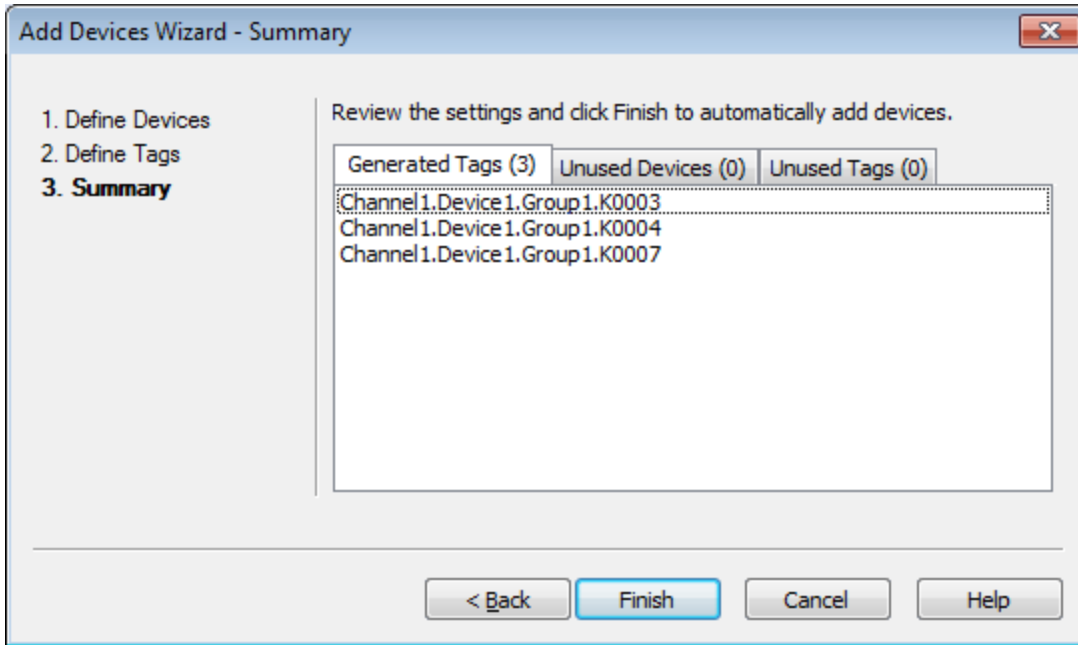 Add Devices Wizard - Summary
1. Define Devices
2. Define Tags
3. Summary
Review the settings and click Finish to automatically add devices.
Generated Tags (3) Unused Devices (0) Unused Tags (0)
Channel1.Device1.Group1.K0003
Channel1.Device1.Group1.K0004
Channel1.Device1.Group1.K0007
< Back Finish Cancel Help